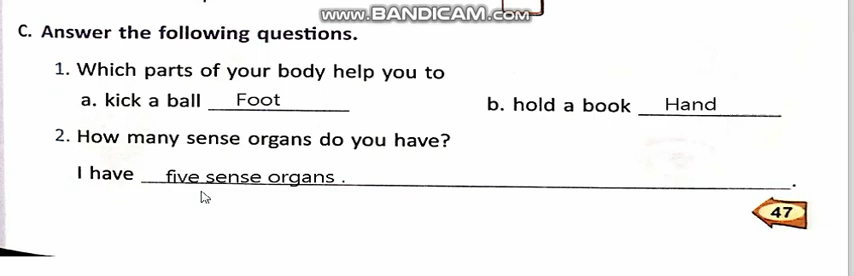 www.BANDICAM.COM
C. Answer the following questions.
1. Which parts of your body help you to
a. kick a ball Foot b. hold a book Hand
2. How many sense organs do you have?
I have five sense organs . .
47